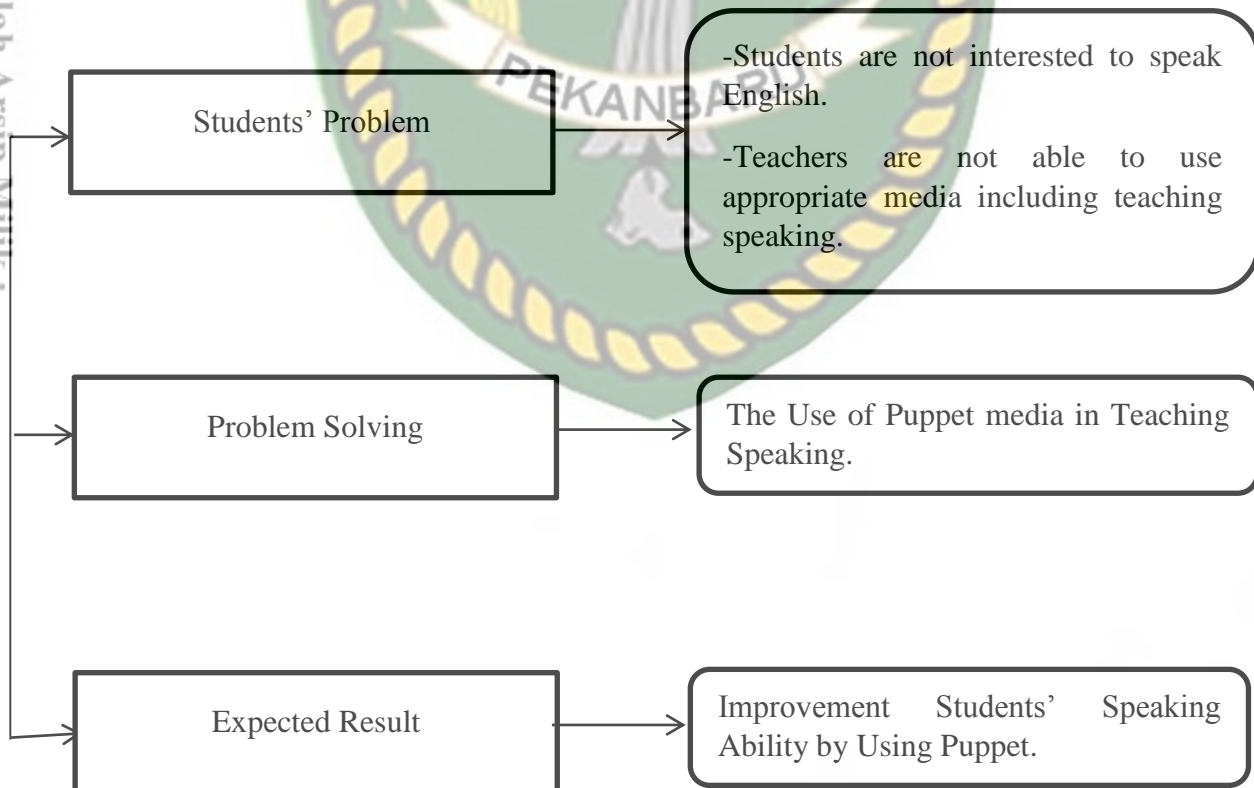 PEKANBARU
Students’ Problem
-Students are not interested to speak
English.
-Teachers are not able to use
appropriate media including teaching
speaking.
Problem Solving
The Use of Puppet media in Teaching
Speaking.
Expected Result
Improvement Students’ Speaking
Ability by Using Puppet.
Arsip Milik :